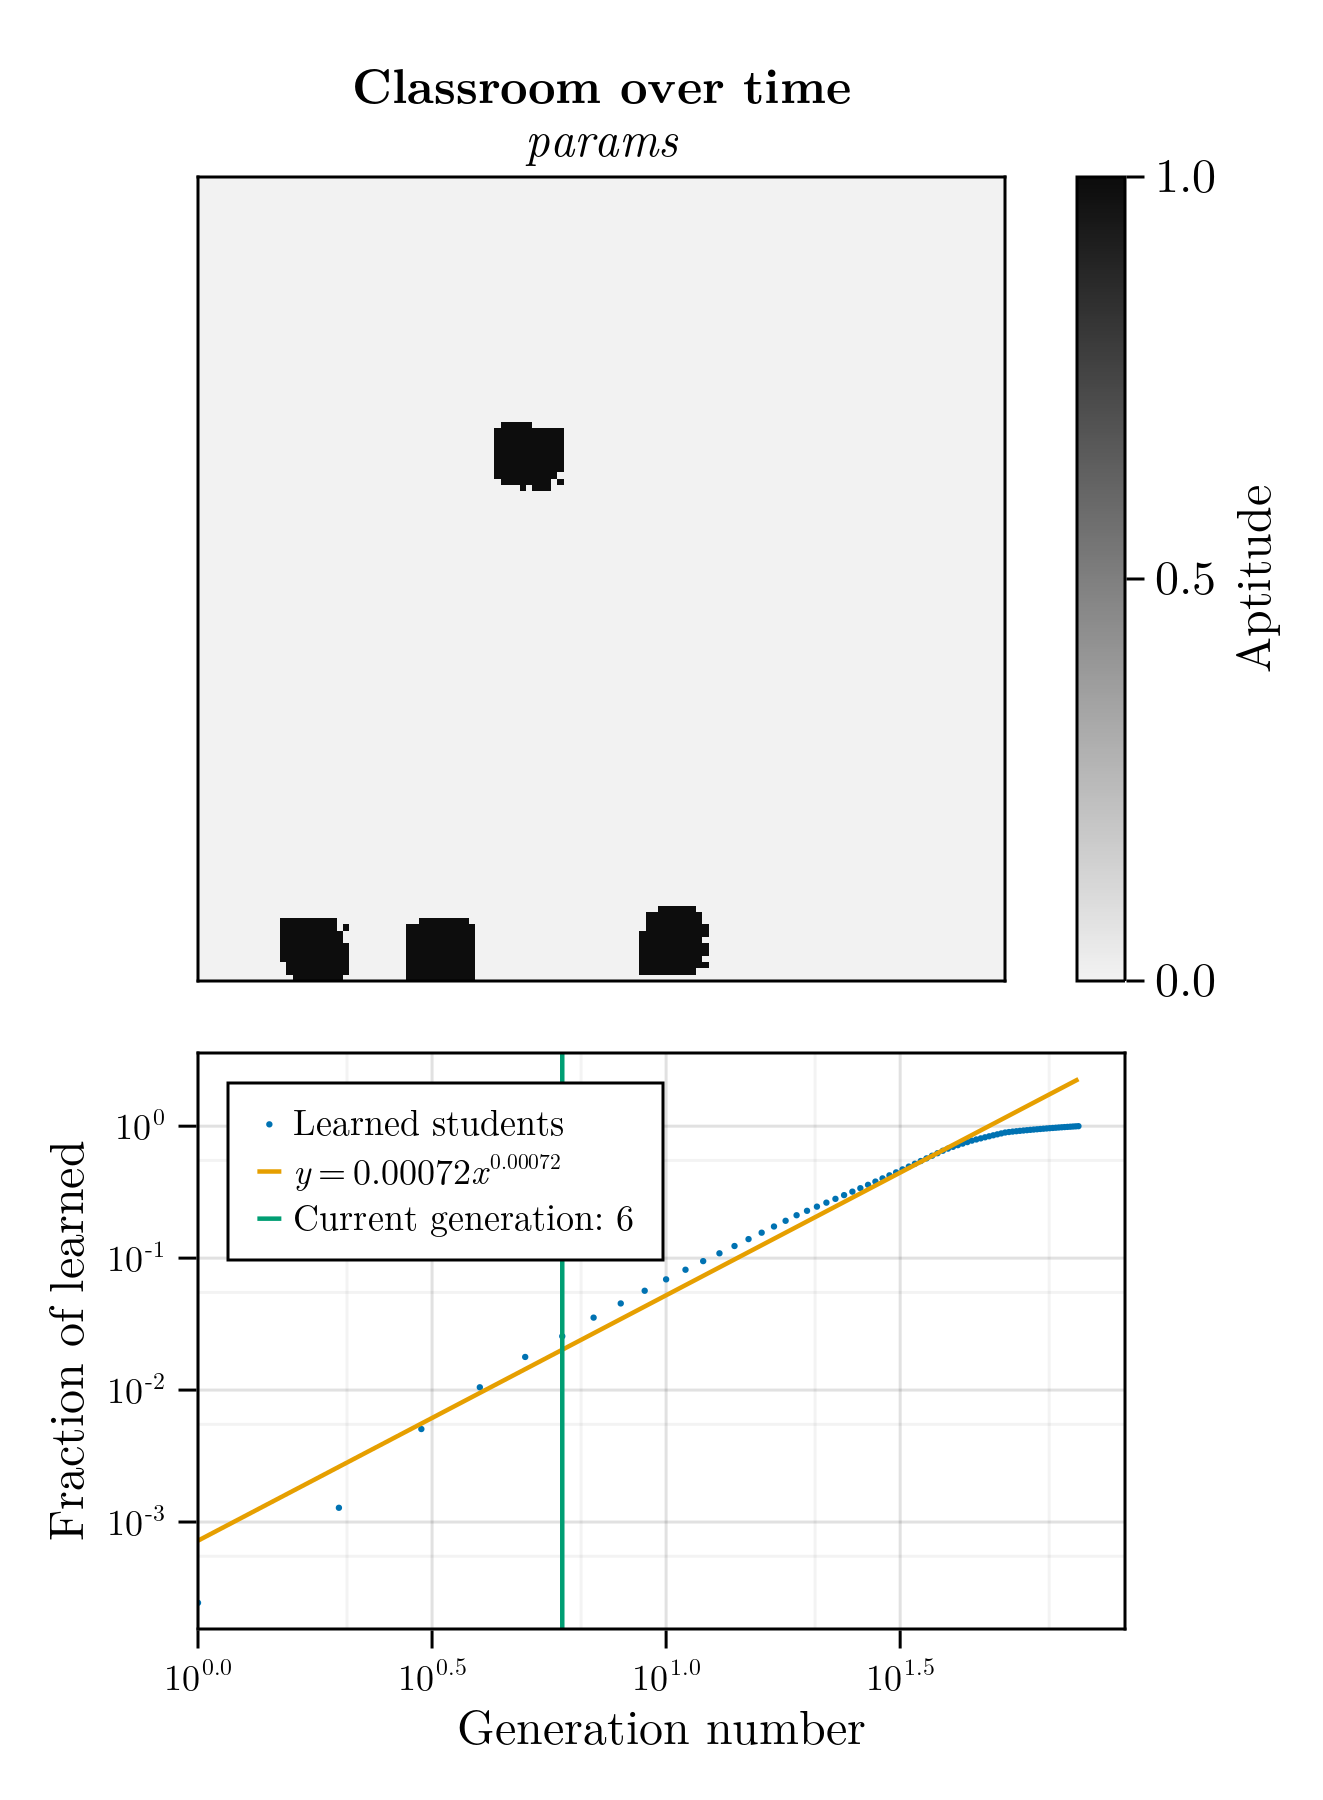 Classroom over time
params
1.0
0.5
0.0
Aptitude
Fraction of learned
10^0
10^-1
10^-2
10^-3
Learned students
y = 0.00072x^0.00072
Current generation: 6
10^0.0
10^0.5
10^1.0
10^1.5
Generation number